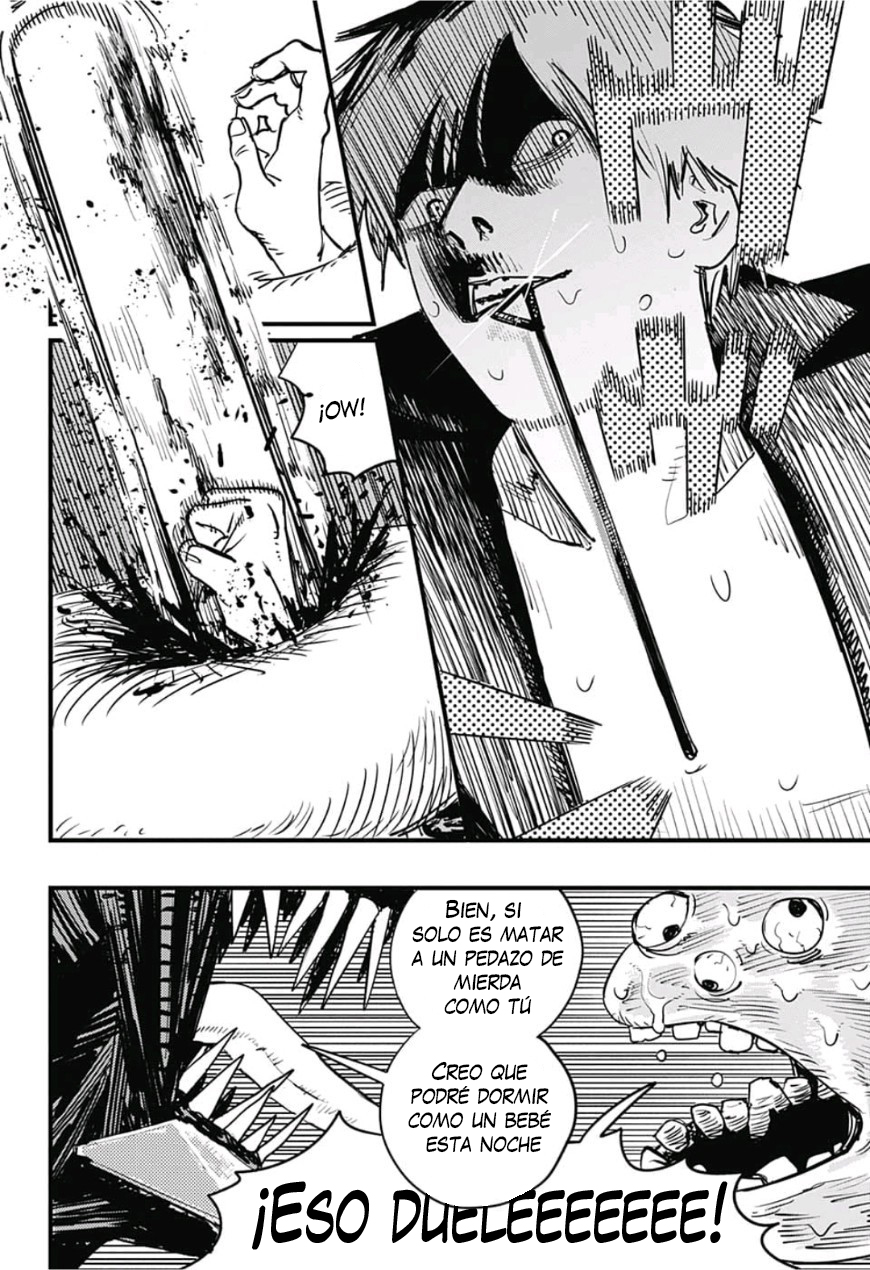 ¡OW!
BIEN, SI
SOLO ES MATAR
A UN PEDAZO DE
MIERDA
COMO TÚ
CREO QUE
PODRÉ DORMIR
COMO UN BEBÉ
ESTA NOCHE
¡ESO DUELEEEEEEE!